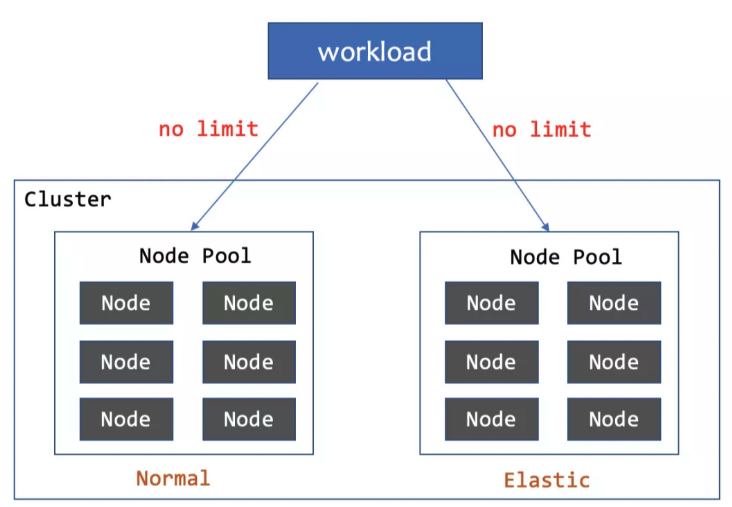 workload
no limit
no limit
Cluster
Node Pool
Node Node
Node Node
Node Node
Normal
Node Pool
Node Node
Node Node
Node Node
Elastic